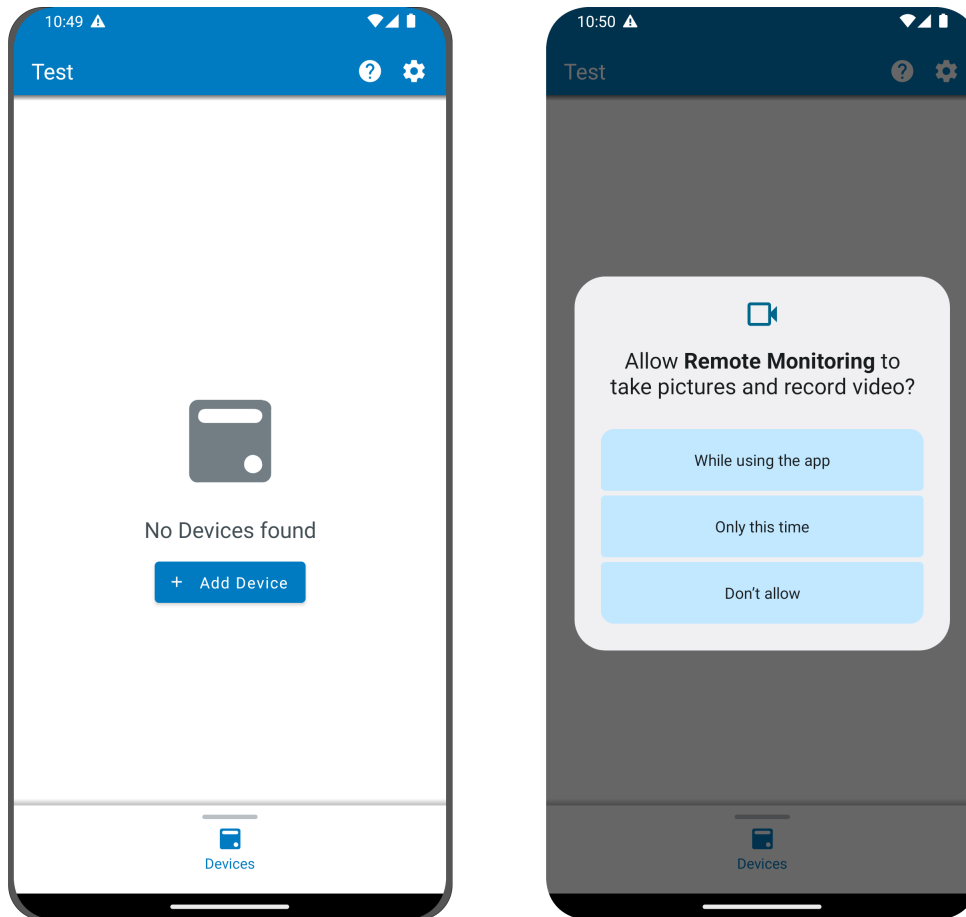 10:49
Test
No Devices found
+ Add Device
Devices
10:50
Test
Allow Remote Monitoring to
take pictures and record video?
While using the app
Only this time
Don’t allow
Devices